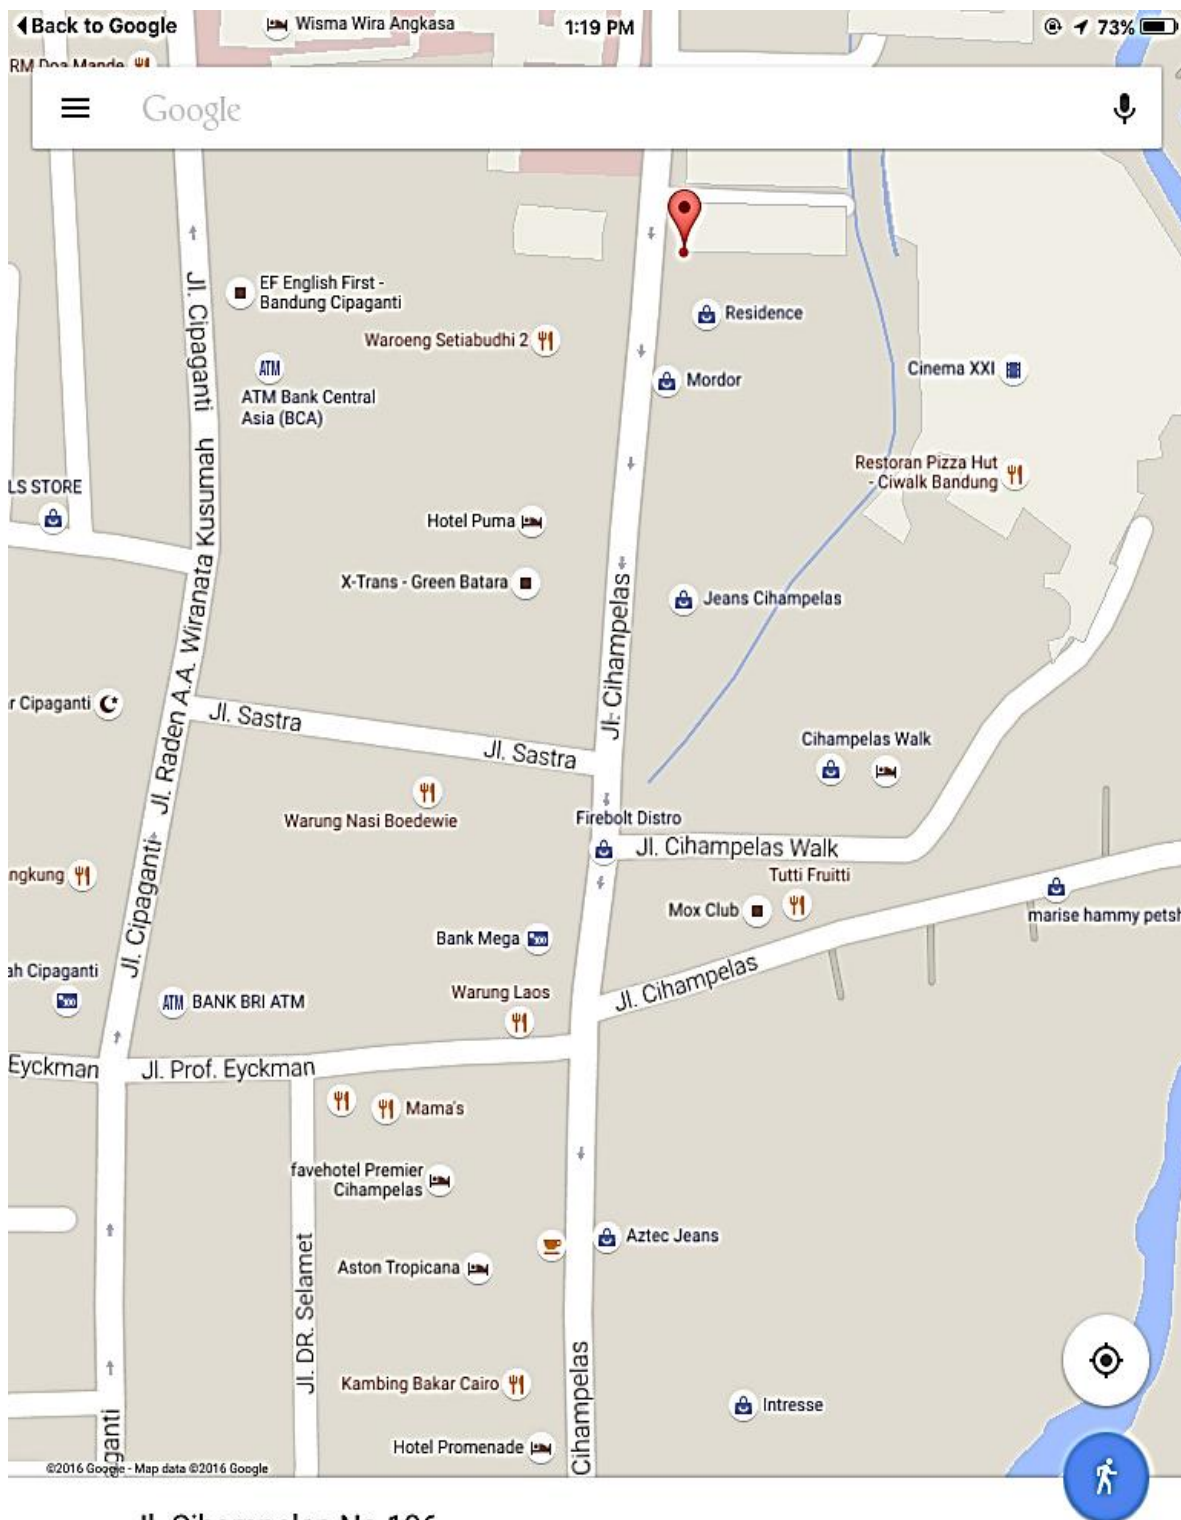 Back to Google
Wisma Wira Angkasa
1:19 PM
73%
RM Doa Mande
Google
Jl. Cipaganti
EF English First -
Bandung Cipaganti
Waroeng Setiabudhi 2
Residence
ATM
ATM Bank Central
Asia (BCA)
Mordor
Cinema XXI
Restoran Pizza Hut
- Ciwalk Bandung
LS STORE
Hotel Puma
X-Trans - Green Batara
Jeans Cihampelas
Jl. Cihampelas
Jl. Raden A.A. Wiranata Kusumah
r Cipaganti
Jl. Sastra
Jl. Sastra
Cihampelas Walk
Warung Nasi Boedewie
Firebolt Distro
Jl. Cihampelas Walk
ngkung
Tutti Fruitti
Mox Club
marise hammy petsh
Jl. Cipaganti
Bank Mega
ah Cipaganti
Jl. Cihampelas
ATM BANK BRI ATM
Warung Laos
Eyckman
Jl. Prof. Eyckman
Mama's
favehotel Premier
Cihampelas
Aztec Jeans
Aston Tropicana
Jl. DR. Selamet
Cihampelas
Kambing Bakar Cairo
Intresse
Hotel Promenade
aganti
©2016 Google - Map data ©2016 Google